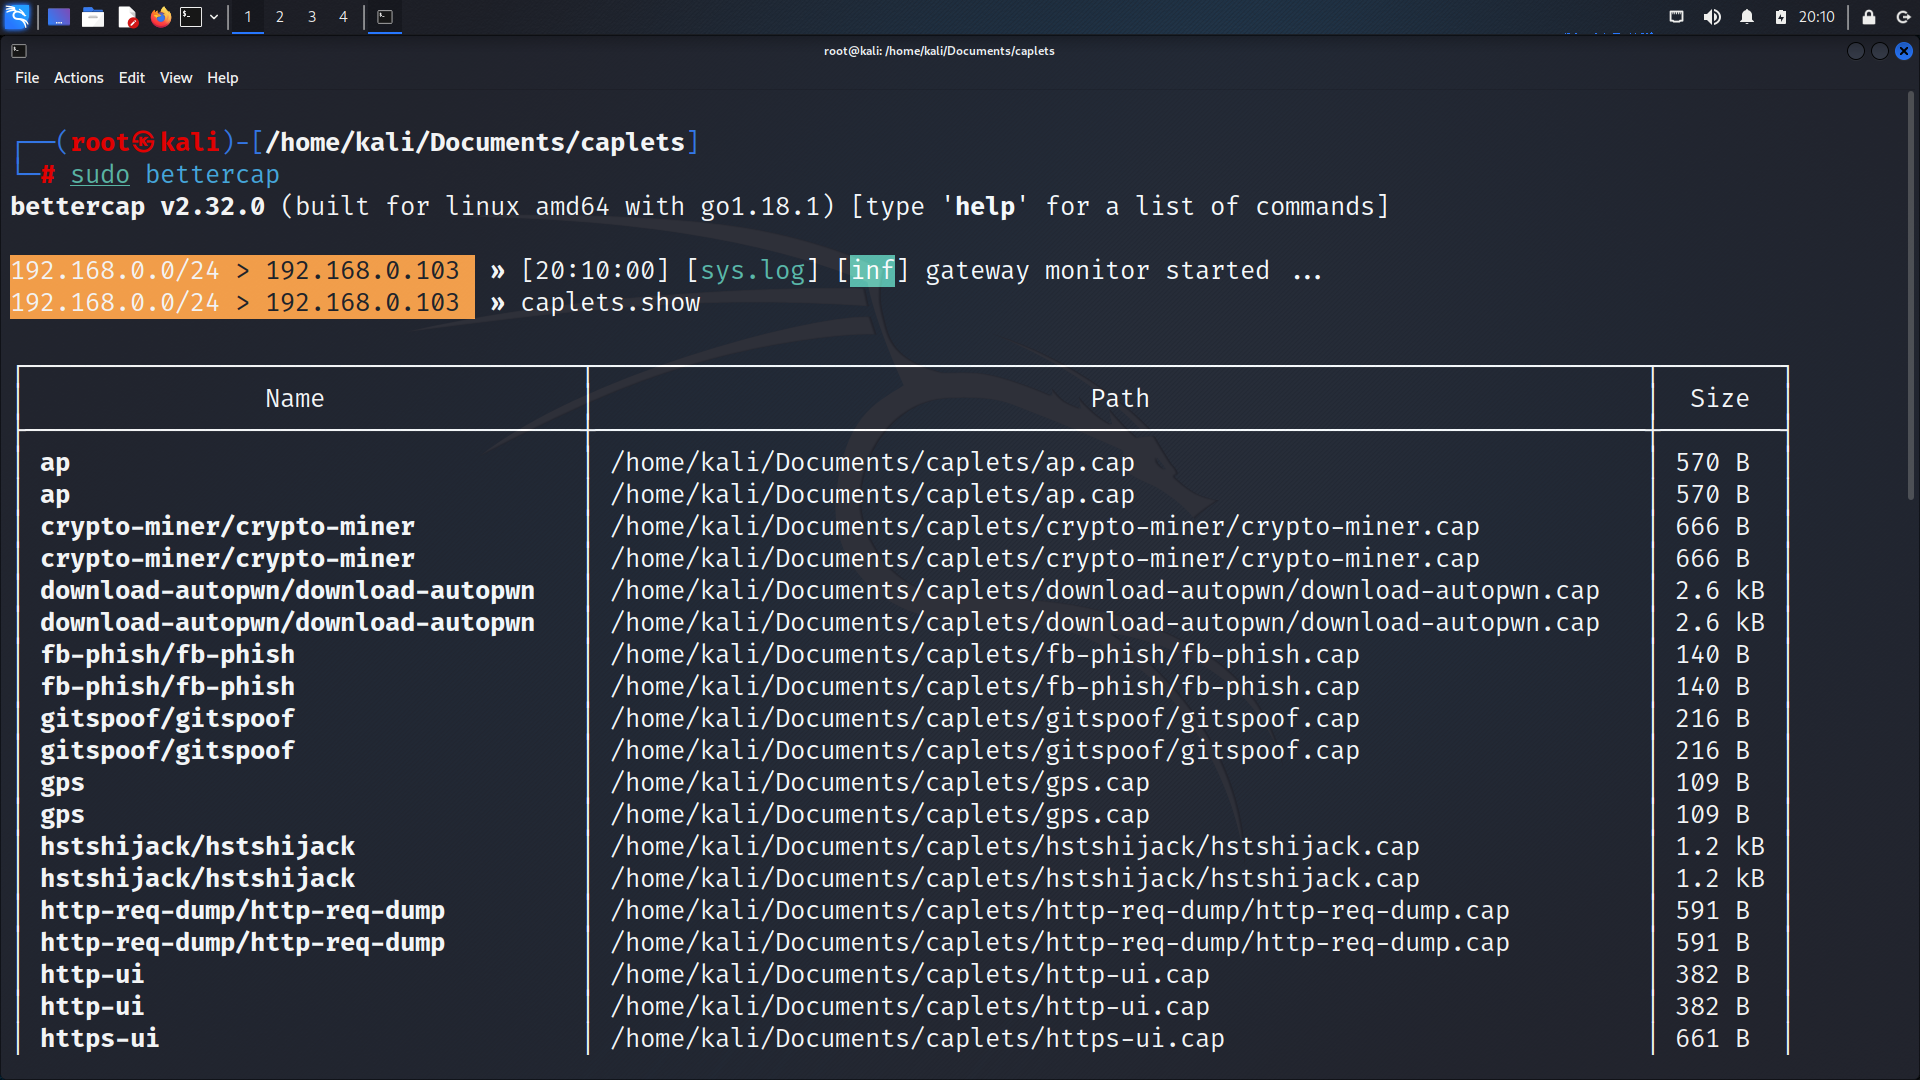 1 2 3 4 20:10
root@kali: /home/kali/Documents/caplets
File Actions Edit View Help
┌──(root㉿kali)-[/home/kali/Documents/caplets]
└─# sudo bettercap
bettercap v2.32.0 (built for linux amd64 with go1.18.1) [type 'help' for a list of commands]
192.168.0.0/24 > 192.168.0.103 » [20:10:00] [sys.log] [inf] gateway monitor started ...
192.168.0.0/24 > 192.168.0.103 » caplets.show
Name Path Size
ap /home/kali/Documents/caplets/ap.cap 570 B
ap /home/kali/Documents/caplets/ap.cap 570 B
crypto-miner/crypto-miner /home/kali/Documents/caplets/crypto-miner/crypto-miner.cap 666 B
crypto-miner/crypto-miner /home/kali/Documents/caplets/crypto-miner/crypto-miner.cap 666 B
download-autopwn/download-autopwn /home/kali/Documents/caplets/download-autopwn/download-autopwn.cap 2.6 kB
download-autopwn/download-autopwn /home/kali/Documents/caplets/download-autopwn/download-autopwn.cap 2.6 kB
fb-phish/fb-phish /home/kali/Documents/caplets/fb-phish/fb-phish.cap 140 B
fb-phish/fb-phish /home/kali/Documents/caplets/fb-phish/fb-phish.cap 140 B
gitspoof/gitspoof /home/kali/Documents/caplets/gitspoof/gitspoof.cap 216 B
gitspoof/gitspoof /home/kali/Documents/caplets/gitspoof/gitspoof.cap 216 B
gps /home/kali/Documents/caplets/gps.cap 109 B
gps /home/kali/Documents/caplets/gps.cap 109 B
hstshijack/hstshijack /home/kali/Documents/caplets/hstshijack/hstshijack.cap 1.2 kB
hstshijack/hstshijack /home/kali/Documents/caplets/hstshijack/hstshijack.cap 1.2 kB
http-req-dump/http-req-dump /home/kali/Documents/caplets/http-req-dump/http-req-dump.cap 591 B
http-req-dump/http-req-dump /home/kali/Documents/caplets/http-req-dump/http-req-dump.cap 591 B
http-ui /home/kali/Documents/caplets/http-ui.cap 382 B
http-ui /home/kali/Documents/caplets/http-ui.cap 382 B
https-ui /home/kali/Documents/caplets/https-ui.cap 661 B